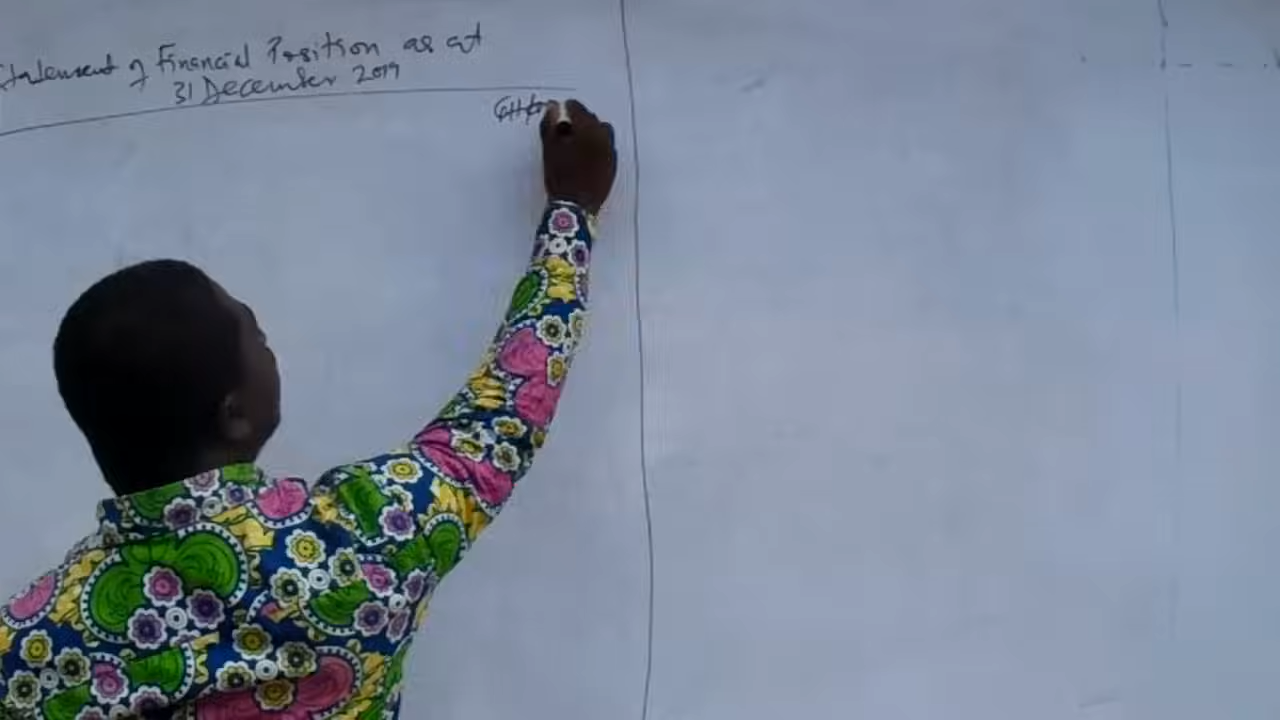 Statement of Financial Position as at
31 December 2019
GH¢